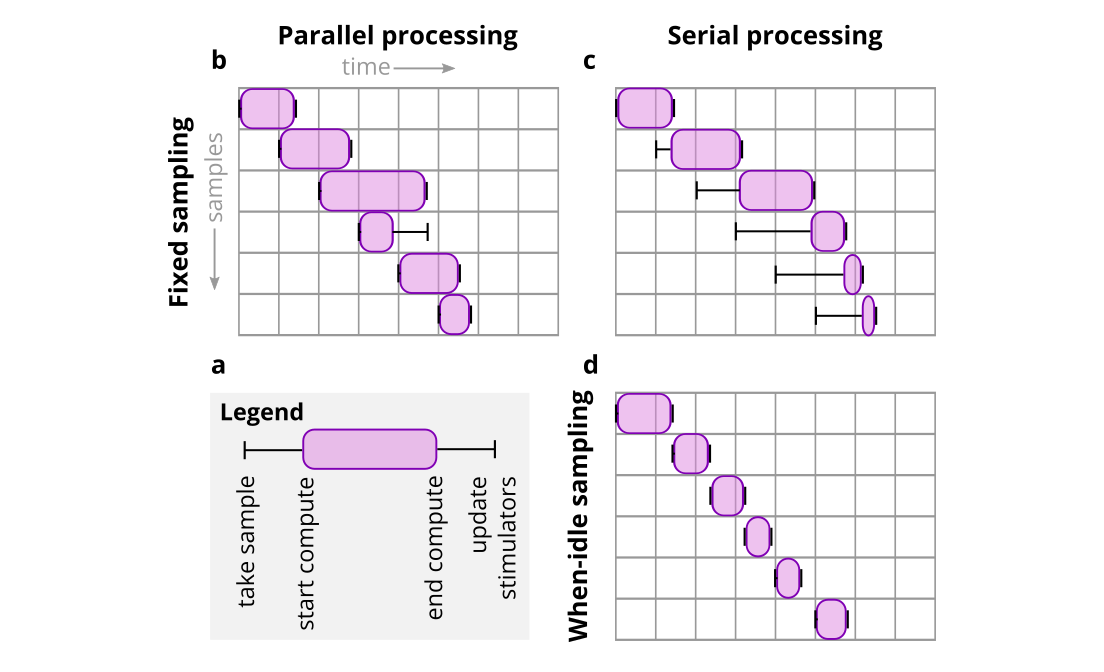 Parallel processing
Serial processing
b
time
c
Fixed sampling
samples
a
d
Legend
take sample
start compute
end compute
update
stimulators
When-idle sampling